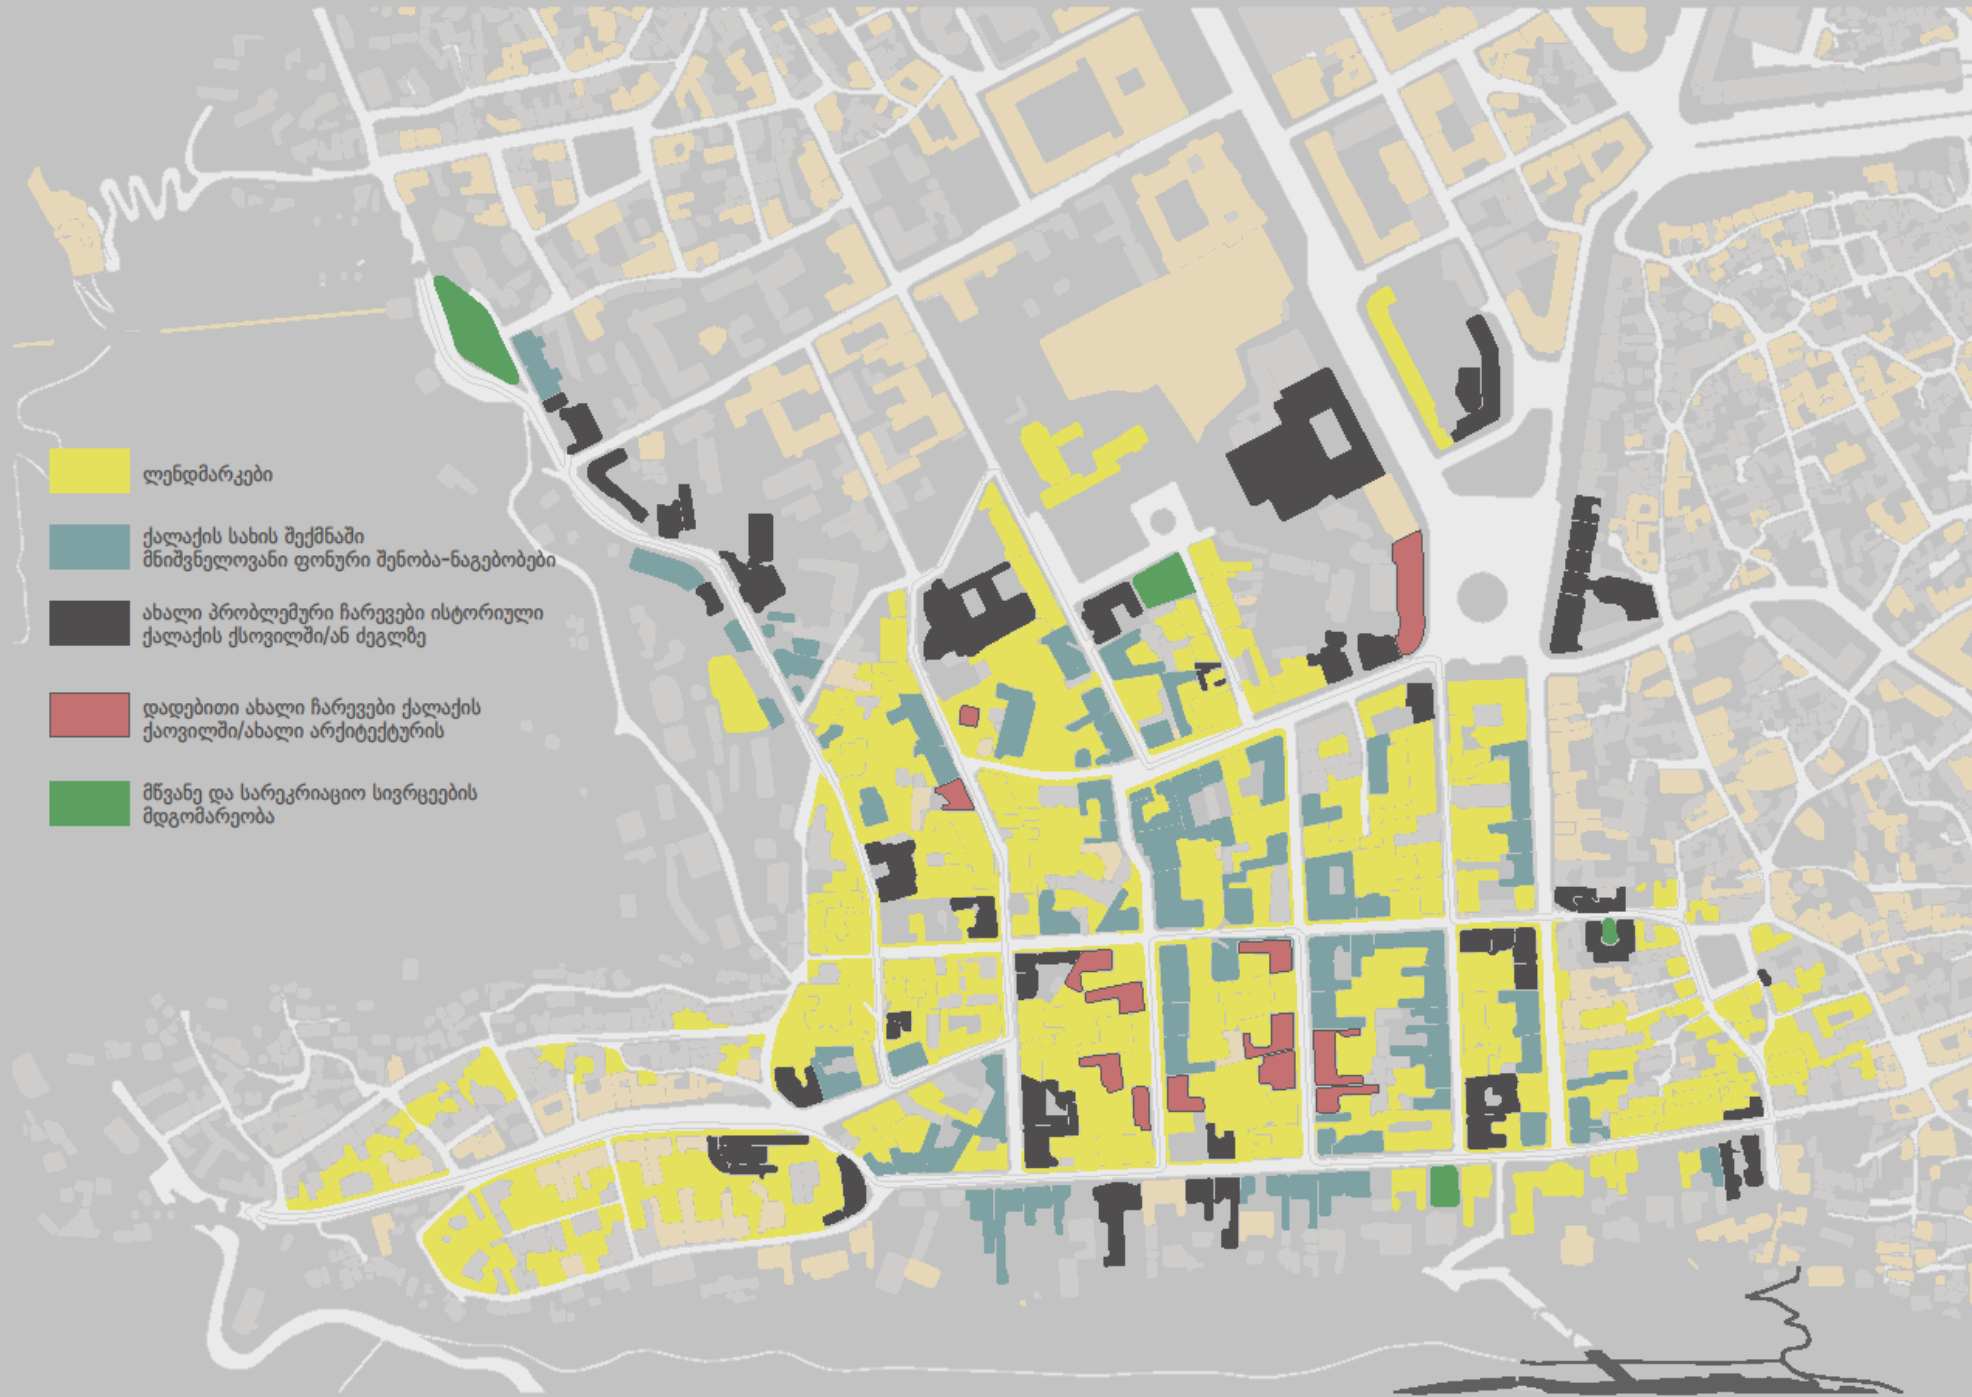 ლენდმარკები
ქალაქის სახის შექმნაში
მნიშვნელოვანი ფონური შენობა-ნაგებობები
ახალი პრობლემური ჩარევები ისტორიული
ქალაქის ქსოვილში/ან ძეგლზე
დადებითი ახალი ჩარევები ქალაქის
ქაოვილში/ახალი არქიტექტურის
მწვანე და სარეკრიაციო სივრცეების
მდგომარეობა